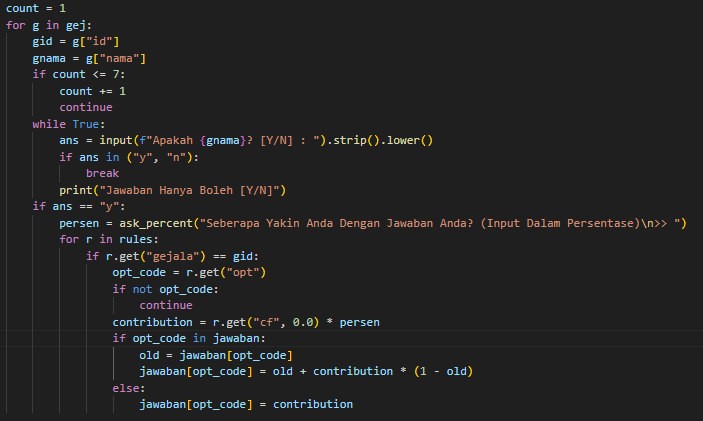 count = 1
for g in gej:
    gid = g["id"]
    gnama = g["nama"]
    if count <= 7:
        count += 1
        continue
    while True:
        ans = input(f"Apakah {gnama}? [Y/N] : ").strip().lower()
        if ans in ("y", "n"):
            break
        print("Jawaban Hanya Boleh [Y/N]")
    if ans == "y":
        persen = ask_percent("Seberapa Yakin Anda Dengan Jawaban Anda? (Input Dalam Persentase)\n>> ")
        for r in rules:
            if r.get("gejala") == gid:
                opt_code = r.get("opt")
                if not opt_code:
                    continue
                contribution = r.get("cf", 0.0) * persen
                if opt_code in jawaban:
                    old = jawaban[opt_code]
                    jawaban[opt_code] = old + contribution * (1 - old)
                else:
                    jawaban[opt_code] = contribution